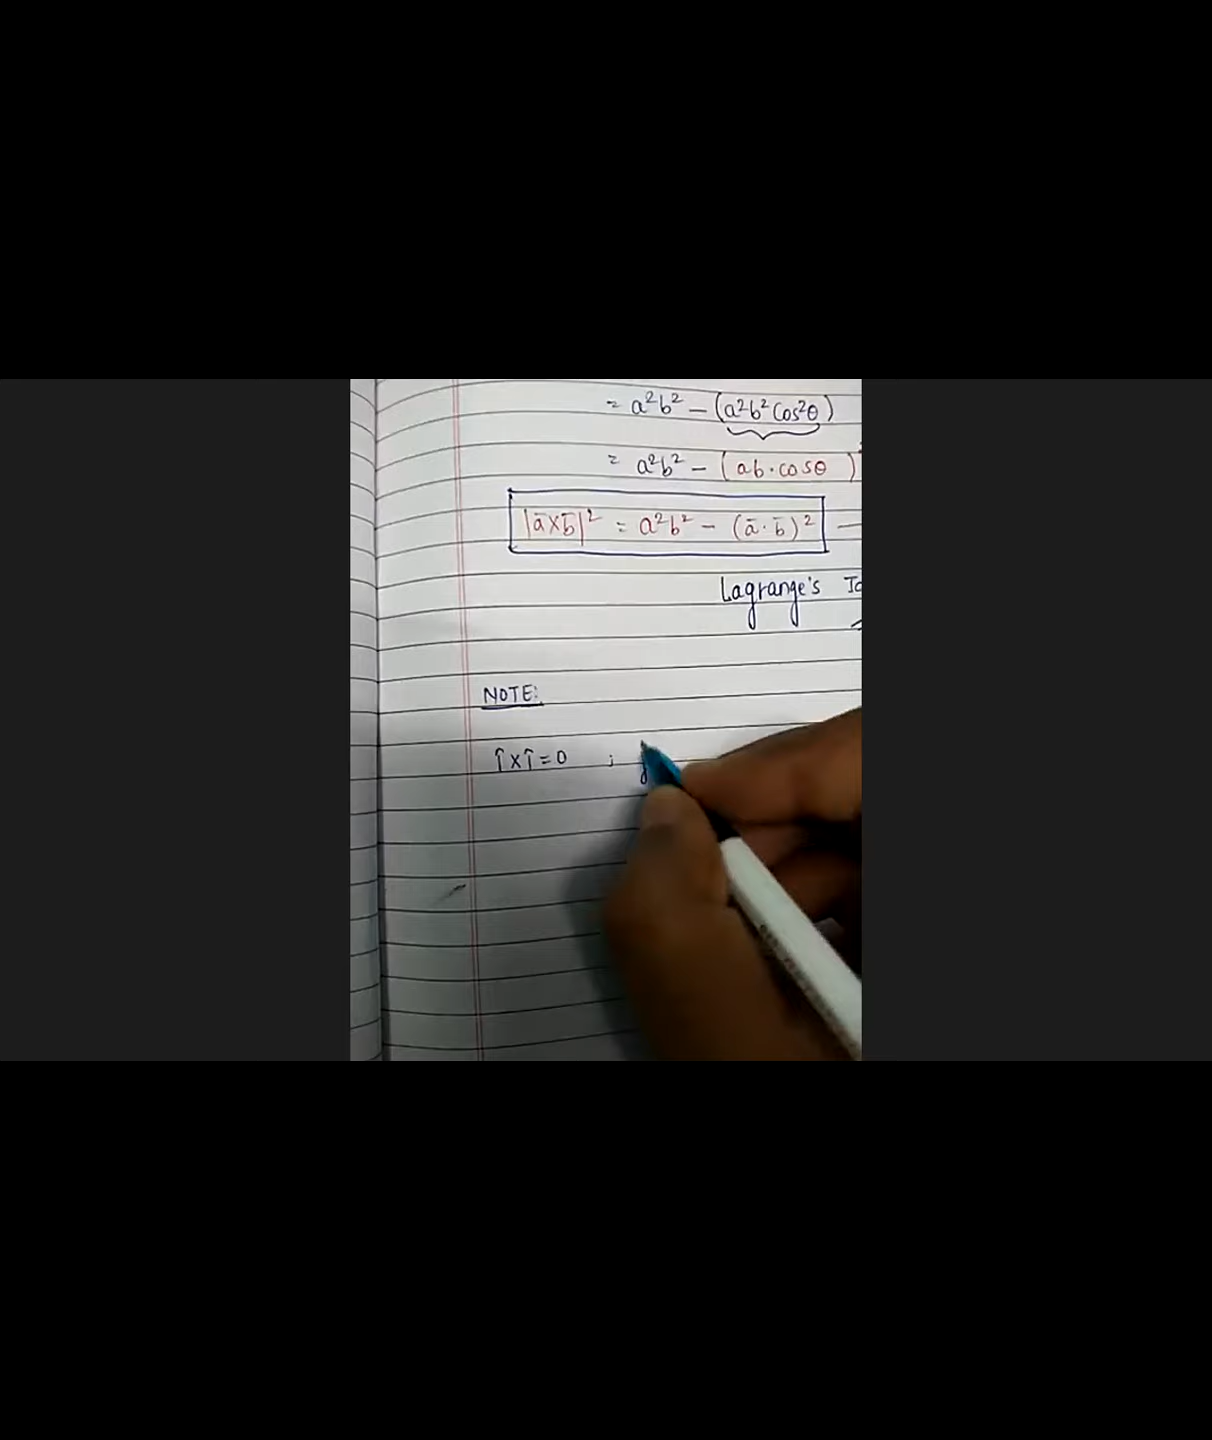 = a²b² − (a²b² cos²θ)
= a²b² − (ab·cosθ )
|a̅×b̅|² = a²b² − (a̅·b̅)² —
Lagrange's
NOTE:
î×î=0 ; j